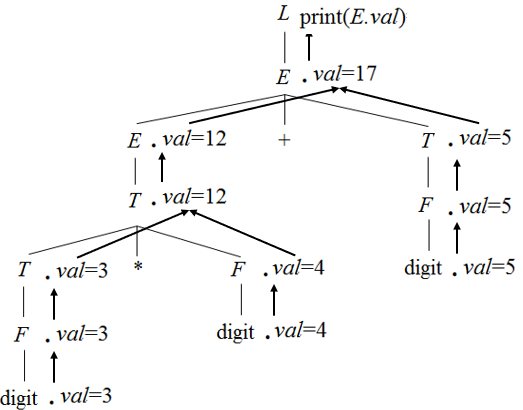 L print(E.val)
E .val=17
E .val=12 + T .val=5
T .val=12 F .val=5
T .val=3 * F .val=4 digit .val=5
F .val=3 digit .val=4
digit .val=3